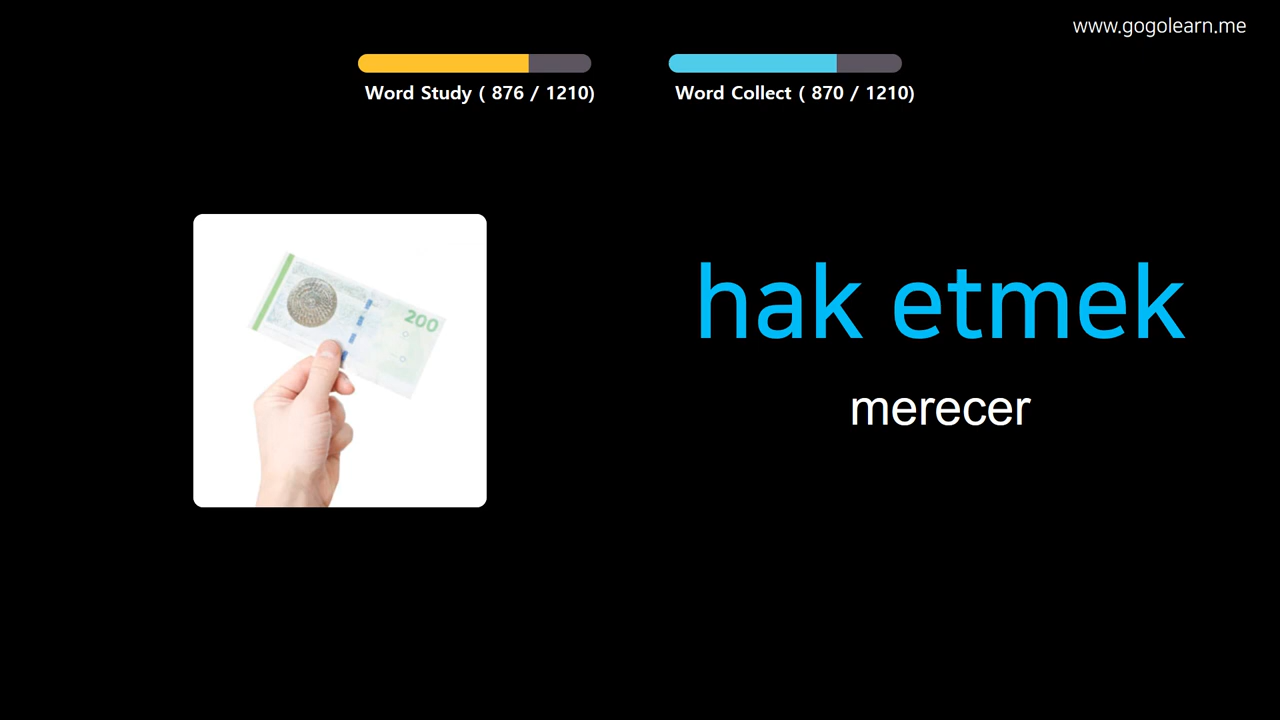 www.gogolearn.me
Word Study ( 876 / 1210)
Word Collect ( 870 / 1210)
200
hak etmek
merecer